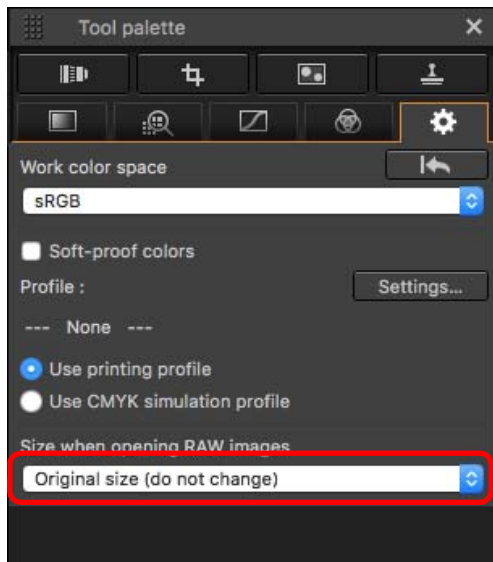 Tool palette
Work color space
sRGB
Soft-proof colors
Profile :
Settings...
--- None ---
Use printing profile
Use CMYK simulation profile
Size when opening RAW images
Original size (do not change)